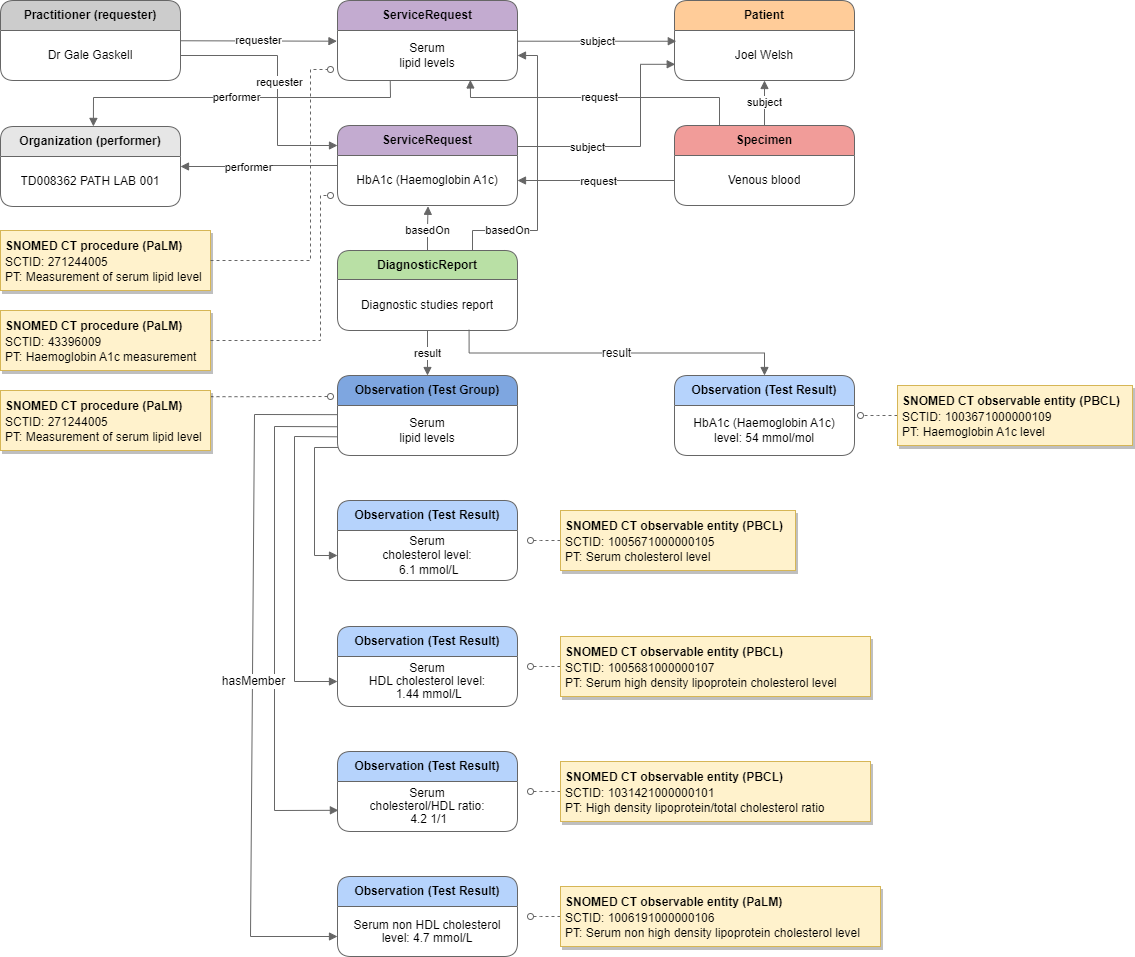 Practitioner (requester)
Dr Gale Gaskell
requester
requester
ServiceRequest
Serum
lipid levels
subject
Patient
Joel Welsh
performer
request
subject
Organization (performer)
TD008362 PATH LAB 001
performer
ServiceRequest
HbA1c (Haemoglobin A1c)
subject
request
Specimen
Venous blood
basedOn
basedOn
SNOMED CT procedure (PaLM)
SCTID: 271244005
PT: Measurement of serum lipid level
DiagnosticReport
Diagnostic studies report
SNOMED CT procedure (PaLM)
SCTID: 43396009
PT: Haemoglobin A1c measurement
result
result
SNOMED CT procedure (PaLM)
SCTID: 271244005
PT: Measurement of serum lipid level
Observation (Test Group)
Serum
lipid levels
Observation (Test Result)
HbA1c (Haemoglobin A1c)
level: 54 mmol/mol
SNOMED CT observable entity (PBCL)
SCTID: 1003671000000109
PT: Haemoglobin A1c level
Observation (Test Result)
Serum
cholesterol level:
6.1 mmol/L
SNOMED CT observable entity (PBCL)
SCTID: 1005671000000105
PT: Serum cholesterol level
hasMember
Observation (Test Result)
Serum
HDL cholesterol level:
1.44 mmol/L
SNOMED CT observable entity (PBCL)
SCTID: 1005681000000107
PT: Serum high density lipoprotein cholesterol level
Observation (Test Result)
Serum
cholesterol/HDL ratio:
4.2 1/1
SNOMED CT observable entity (PBCL)
SCTID: 1031421000000101
PT: High density lipoprotein/total cholesterol ratio
Observation (Test Result)
Serum non HDL cholesterol
level: 4.7 mmol/L
SNOMED CT observable entity (PaLM)
SCTID: 1006191000000106
PT: Serum non high density lipoprotein cholesterol level